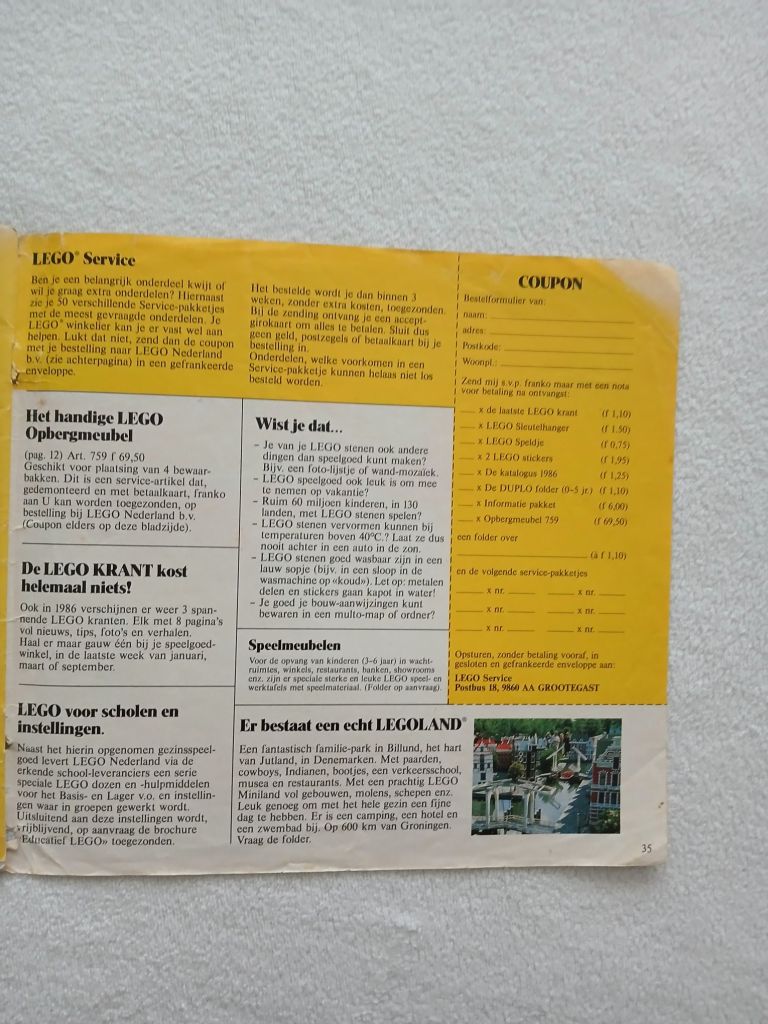 LEGO® Service
Ben je een belangrijk onderdeel kwijt of
wil je graag extra onderdelen? Hiernaast
zie je 50 verschillende Service-pakketjes
met de meest gevraagde onderdelen. Je
LEGO® winkelier kan je er vast wel aan
helpen. Lukt dat niet, zend dan de coupon
met je bestelling naar LEGO Nederland
b.v. (zie achterpagina) in een gefrankeerde
enveloppe.
Het bestelde wordt je dan binnen 3
weken, zonder extra kosten, toegezonden.
Bij de zending ontvang je een accept-
girokaart om alles te betalen. Sluit dus
geen geld, postzegels of betaalkaart bij je
bestelling in.
Onderdelen, welke voorkomen in een
Service-pakketje kunnen helaas niet los
besteld worden.
Het handige LEGO
Opbergmeubel
(pag. 12) Art. 759 f 69,50
Geschikt voor plaatsing van 4 bewaar-
bakken. Dit is een service-artikel dat,
gedemonteerd en met betaalkaart, franko
aan U kan worden toegezonden, op
bestelling bij LEGO Nederland b.v.
(Coupon elders op deze bladzijde).
De LEGO KRANT kost
helemaal niets!
Ook in 1986 verschijnen er weer 3 span-
nende LEGO kranten. Elk met 8 pagina's
vol nieuws, tips, foto's en verhalen.
Haal er maar gauw één bij je speelgoed-
winkel, in de laatste week van januari,
maart of september.
LEGO voor scholen en
instellingen.
Naast het hierin opgenomen gezinsspeel-
goed levert LEGO Nederland via de
erkende school-leveranciers een serie
speciale LEGO dozen en -hulpmiddelen
voor het Basis- en Lager v.o. en instellin-
gen waar in groepen gewerkt wordt.
Uitsluitend aan deze instellingen wordt,
vrijblijvend, op aanvraag de brochure
«Educatief LEGO» toegezonden.
Wist je dat...
– Je van je LEGO stenen ook andere
dingen dan speelgoed kunt maken?
Bijv. een foto-lijstje of wand-mozaïek.
– LEGO speelgoed ook leuk is om mee
te nemen op vakantie?
– Ruim 60 miljoen kinderen, in 130
landen, met LEGO stenen spelen?
– LEGO stenen vervormen kunnen bij
temperaturen boven 40°C.? Laat ze dus
nooit achter in een auto in de zon.
– LEGO stenen goed wasbaar zijn in een
lauw sopje (bijv. in een sloop in de
wasmachine op «koud»). Let op: metalen
delen en stickers gaan kapot in water!
– Je goed je bouw-aanwijzingen kunt
bewaren in een multo-map of ordner?
Speelmeubelen
Voor de opvang van kinderen (3–6 jaar) in wacht-
ruimtes, winkels, restaurants, banken, showrooms
enz. zijn er speciale sterke en leuke LEGO speel- en
werktafels met speelmateriaal. (Folder op aanvraag).
Er bestaat een echt LEGOLAND®
Een fantastisch familie-park in Billund, het hart
van Jutland, in Denemarken. Met paarden,
cowboys, Indianen, bootjes, een verkeersschool,
musea en restaurants. Met een prachtig LEGO
Miniland vol gebouwen, molens, schepen enz.
Leuk genoeg om met het hele gezin een fijne
dag te hebben. Er is een camping, een hotel en
een zwembad bij. Op 600 km van Groningen.
Vraag de folder.
COUPON
Bestelformulier van:
naam:
adres:
Postkode:
Woonpl.:
Zend mij s.v.p. franko maar met een nota
voor betaling na ontvangst:
x de laatste LEGO krant (f 1,10)
x LEGO Sleutelhanger (f 1.50)
x LEGO Speldje (f 0,75)
x 2 LEGO stickers (f 1,95)
x De katalogus 1986 (f 1,25)
x De DUPLO folder (0–5 jr.) (f 1,10)
x Informatie pakket (f 6,00)
x Opbergmeubel 759 (f 69,50)
een folder over
(à f 1,10)
en de volgende service-pakketjes
x nr. x nr.
x nr. x nr.
x nr. x nr.
Opsturen, zonder betaling vooraf, in
gesloten en gefrankeerde enveloppe aan:
LEGO Service
Postbus 18, 9860 AA GROOTEGAST
35